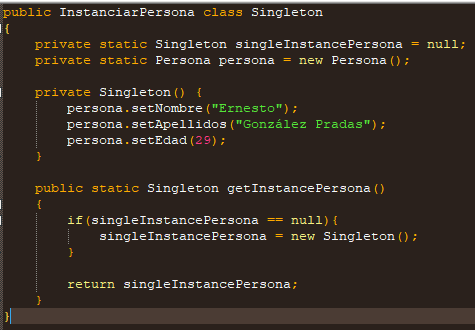 public InstanciarPersona class Singleton
{
    private static Singleton singleInstancePersona = null;
    private static Persona persona = new Persona();

    private Singleton() {
        persona.setNombre("Ernesto");
        persona.setApellidos("González Pradas");
        persona.setEdad(29);
    }

    public static Singleton getInstancePersona()
    {
        if(singleInstancePersona == null){
            singleInstancePersona = new Singleton();
        }

        return singleInstancePersona;
    }
}